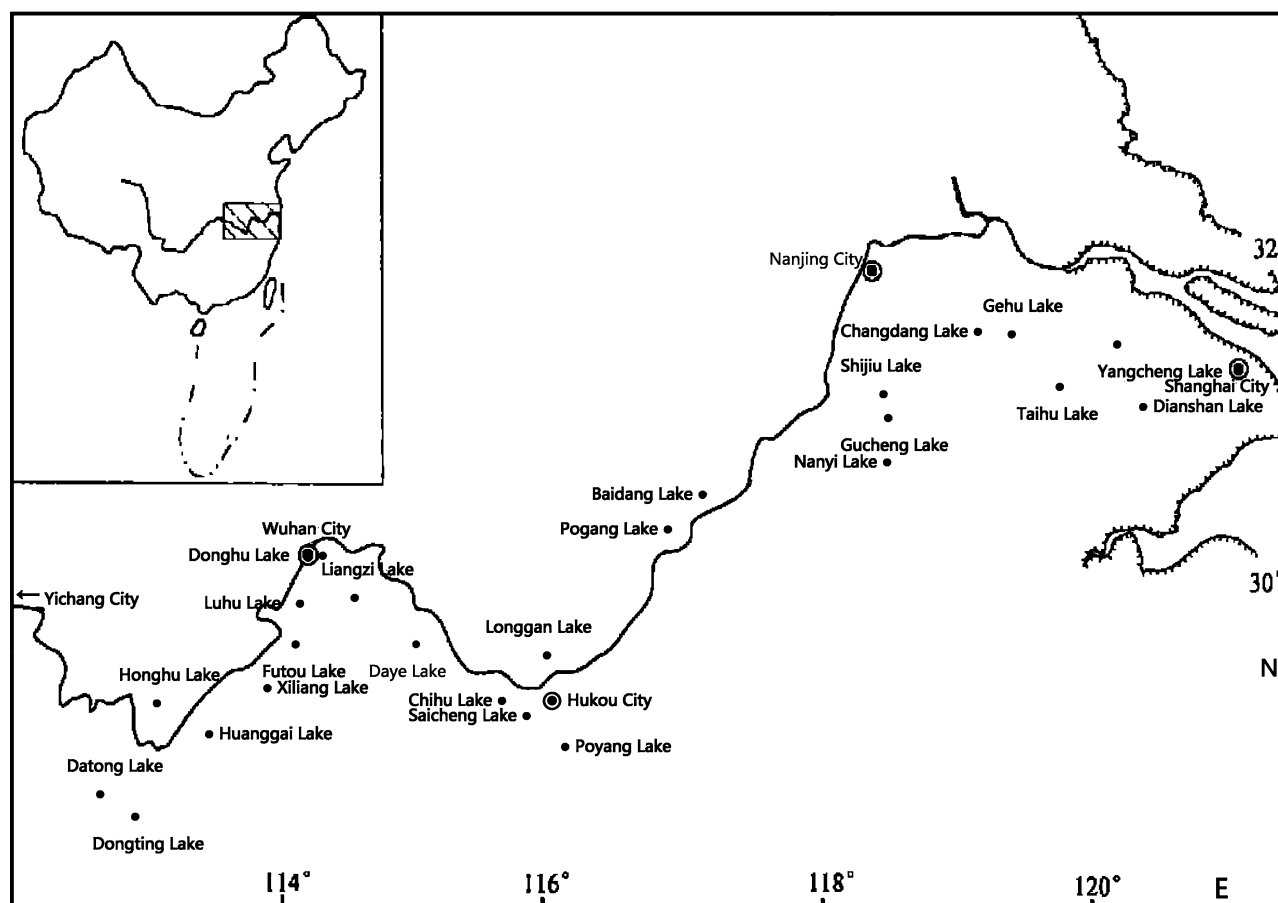 32
Nanjing City
Gehu Lake
Changdang Lake
Shijiu Lake
Yangcheng Lake
Shanghai City
Taihu Lake
Dianshan Lake
Gucheng Lake
Nanyi Lake
Baidang Lake
Pogang Lake
Wuhan City
Donghu Lake
Liangzi Lake
30°
← Yichang City
Luhu Lake
Longgan Lake
Futou Lake
Daye Lake
N
Honghu Lake
Xiliang Lake
Chihu Lake
Hukou City
Saicheng Lake
Huanggai Lake
Poyang Lake
Datong Lake
Dongting Lake
114° 116° 118° 120° E